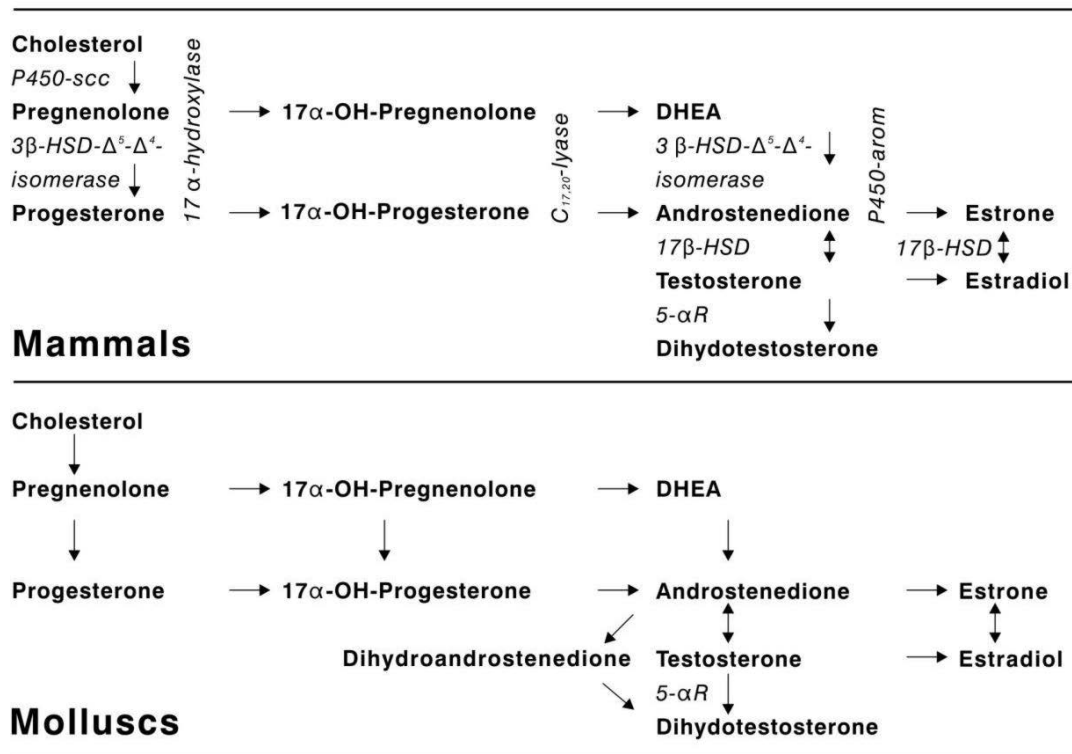 Cholesterol
P450-scc
17 α-hydroxylase
Pregnenolone
17α-OH-Pregnenolone
DHEA
3β-HSD-Δ⁵-Δ⁴-
isomerase
C₁₇,₂₀-lyase
3 β-HSD-Δ⁵-Δ⁴-
isomerase
P450-arom
Progesterone
17α-OH-Progesterone
Androstenedione
Estrone
17β-HSD
17β-HSD
Testosterone
Estradiol
5-αR
Dihydotestosterone
Mammals
Cholesterol
Pregnenolone
17α-OH-Pregnenolone
DHEA
Progesterone
17α-OH-Progesterone
Androstenedione
Estrone
Dihydroandrostenedione
Testosterone
Estradiol
5-αR
Dihydotestosterone
Molluscs